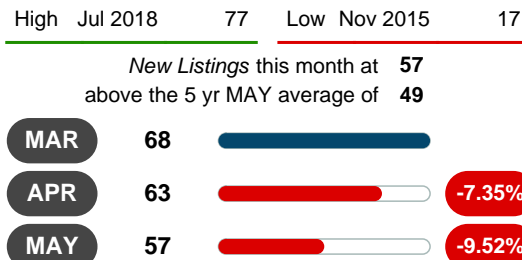 High Jul 2018 77 Low Nov 2015 17
New Listings this month at 57
above the 5 yr MAY average of 49
MAR 68
APR 63 -7.35%
MAY 57 -9.52%